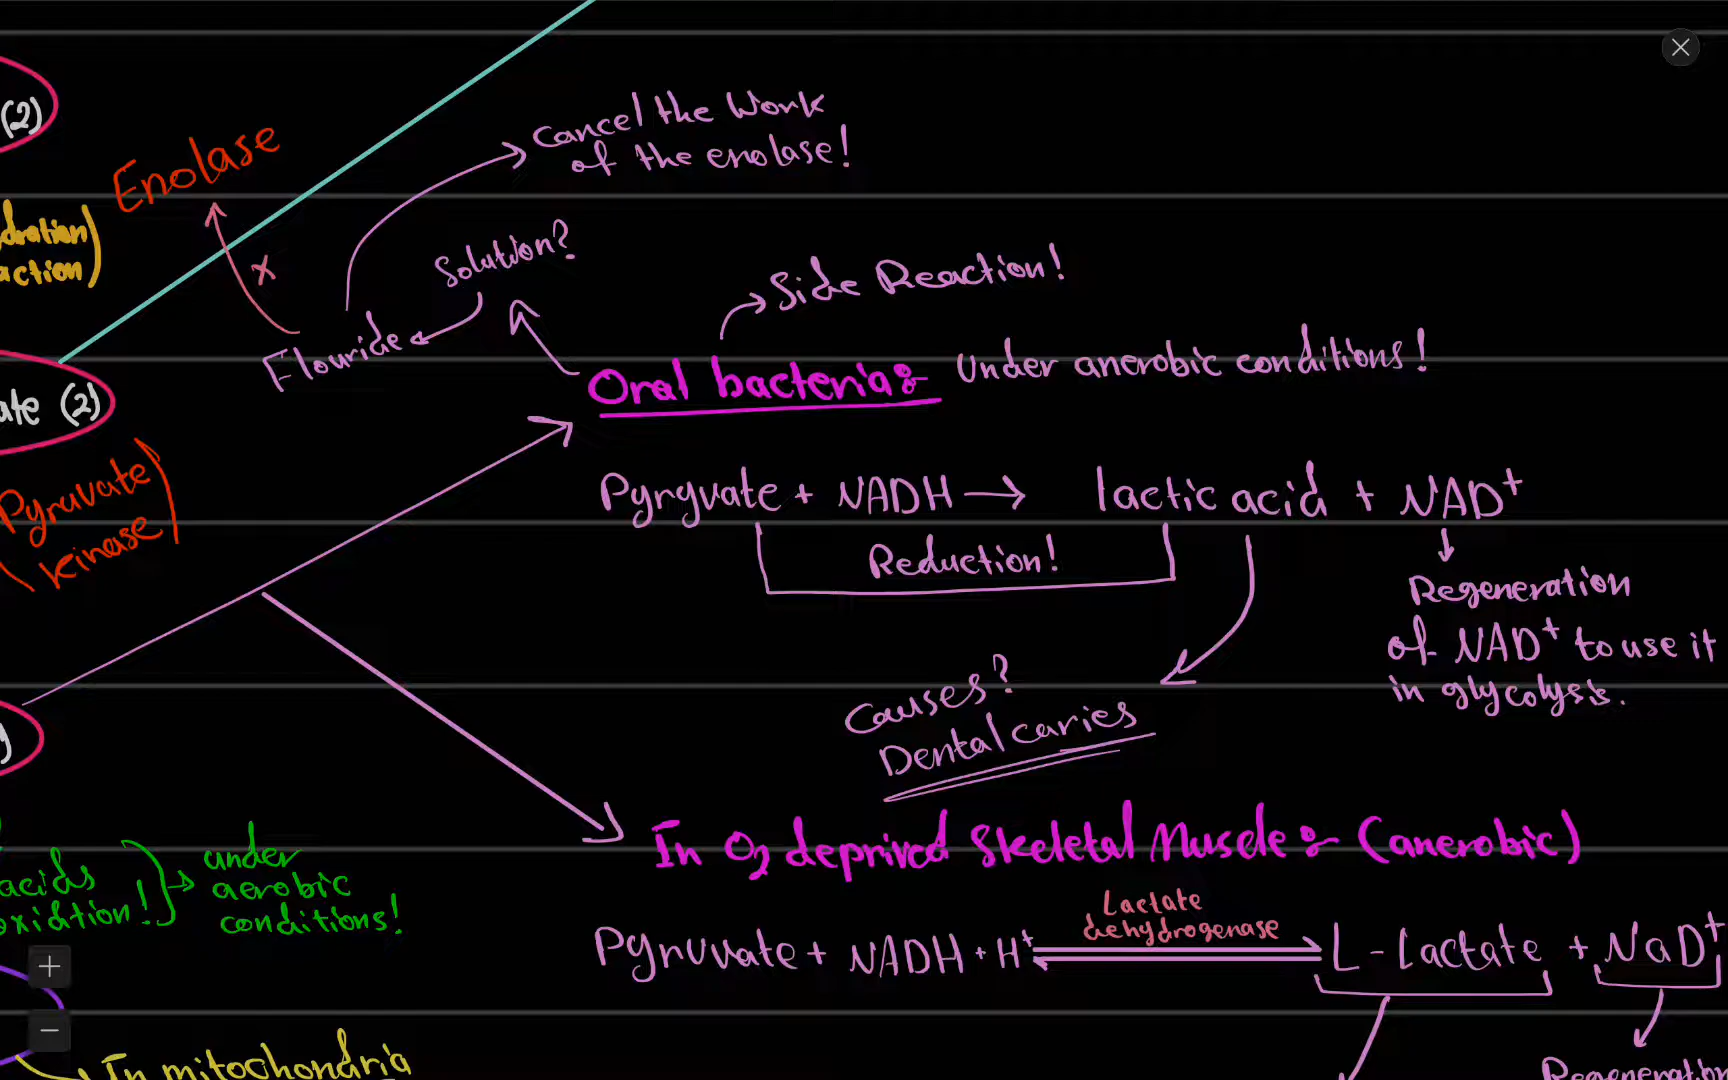 (2)
Enolase
Cancel the Work
of the enolase!
dration)
action)
Solution?
x
Flouride
Side Reaction!
Oral bacteria:-
Under anerobic conditions!
ate (2)
Pyruvate
kinase)
Pyryvate + NADH → lactic acid + NAD+
Reduction!
Regeneration
of NAD+ to use it
in glycolysis.
Causes?
Dental caries
In O2 deprived Skeletal Muscle:- (anerobic)
acids
oxidation!
under
aerobic
conditions!
Lactate
dehydrogenase
Pyruvate + NADH + H+ L-Lactate + NaD+
In mitochondria